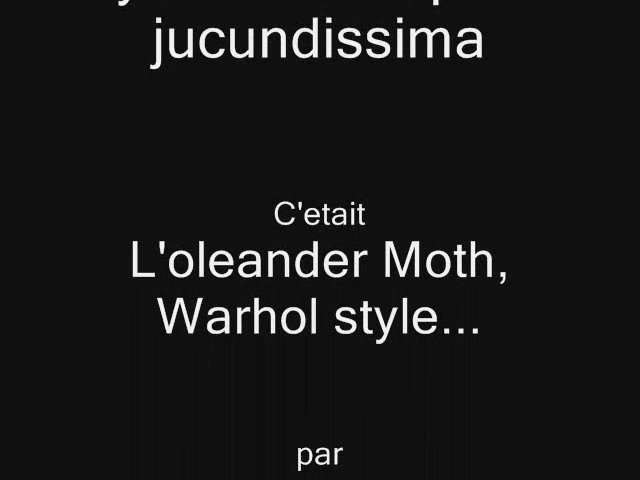 jucundissima
C'etait
L'oleander Moth,
Warhol style...
par